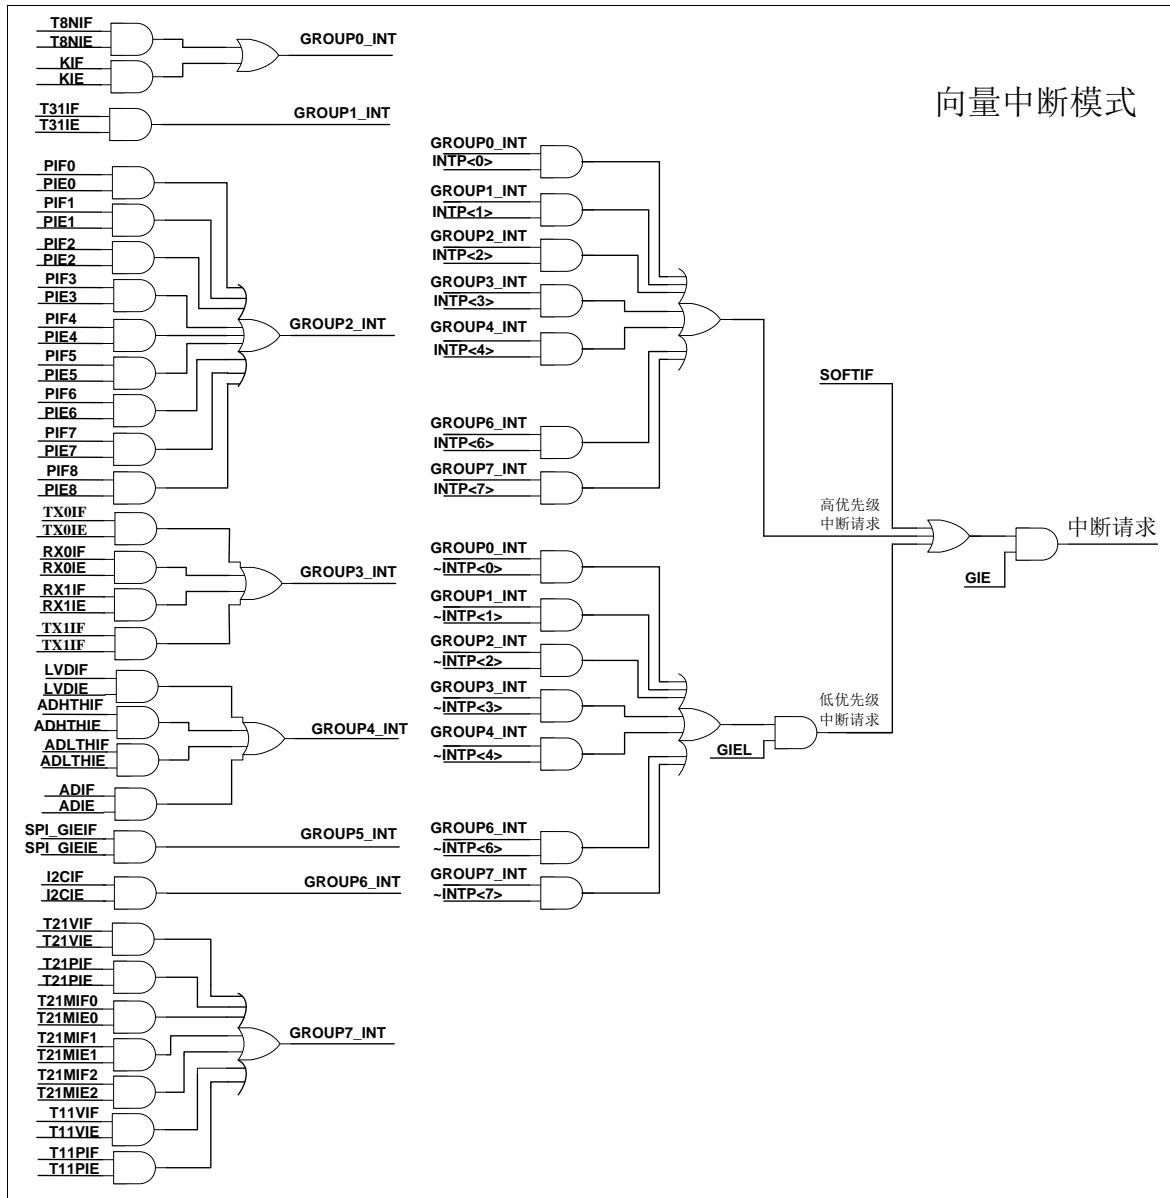 向量中断模式
T8NIF
T8NIE
KIF
KIE
GROUP0_INT
T31IF
T31IE
GROUP1_INT
PIF0
PIE0
PIF1
PIE1
PIF2
PIE2
PIF3
PIE3
PIF4
PIE4
PIF5
PIE5
PIF6
PIE6
PIF7
PIE7
PIF8
PIE8
GROUP2_INT
TX0IF
TX0IE
RX0IF
RX0IE
RX1IF
RX1IE
TX1IF
TX1IF
GROUP3_INT
LVDIF
LVDIE
ADHTHIF
ADHTHIE
ADLTHIF
ADLTHIE
ADIF
ADIE
GROUP4_INT
SPI_GIEIF
SPI_GIEIE
GROUP5_INT
I2CIF
I2CIE
GROUP6_INT
T21VIF
T21VIE
T21PIF
T21PIE
T21MIF0
T21MIE0
T21MIF1
T21MIE1
T21MIF2
T21MIE2
T11VIF
T11VIE
T11PIF
T11PIE
GROUP7_INT
GROUP0_INT
INTP<0>
GROUP1_INT
INTP<1>
GROUP2_INT
INTP<2>
GROUP3_INT
INTP<3>
GROUP4_INT
INTP<4>
GROUP6_INT
INTP<6>
GROUP7_INT
INTP<7>
GROUP0_INT
~INTP<0>
GROUP1_INT
~INTP<1>
GROUP2_INT
~INTP<2>
GROUP3_INT
~INTP<3>
GROUP4_INT
~INTP<4>
GROUP6_INT
~INTP<6>
GROUP7_INT
~INTP<7>
GIEL
SOFTIF
高优先级
中断请求
低优先级
中断请求
GIE
中断请求